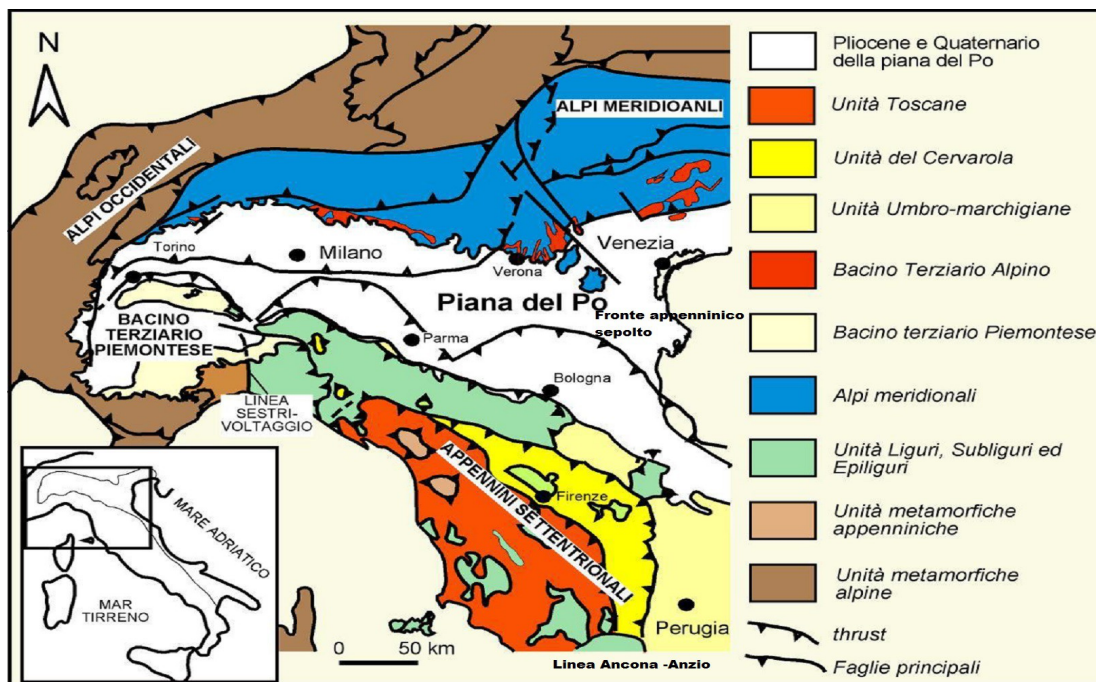 N
ALPI MERIDIOANLI
ALPI OCCIDENTALI
Torino
Milano
Verona
Venezia
Piana del Po
Fronte appenninico
sepolto
BACINO
TERZIARIO
PIEMONTESE
Parma
Bologna
LINEA
SESTRI-
VOLTAGGIO
APPENNINI SETTENTRIONALI
Firenze
Perugia
MARE ADRIATICO
MAR
TIRRENO
0 50 km
Linea Ancona -Anzio
Pliocene e Quaternario
della piana del Po
Unità Toscane
Unità del Cervarola
Unità Umbro-marchigiane
Bacino Terziario Alpino
Bacino terziario Piemontese
Alpi meridionali
Unità Liguri, Subliguri ed
Epiliguri
Unità metamorfiche
appenniniche
Unità metamorfiche
alpine
thrust
Faglie principali